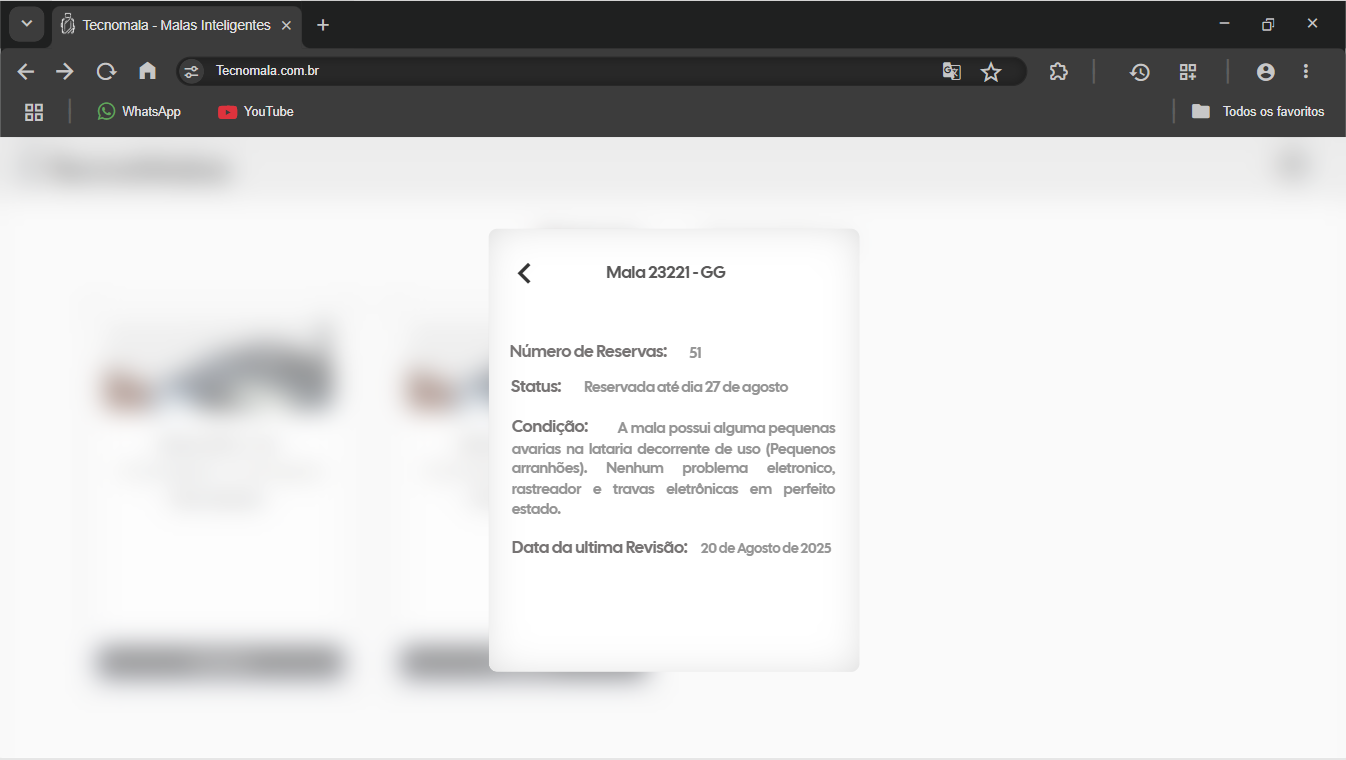 Tecnomala - Malas Inteligentes
Tecnomala.com.br
WhatsApp
YouTube
Todos os favoritos
Mala 23221 - GG
Número de Reservas: 51
Status: Reservada até dia 27 de agosto
Condição: A mala possui alguma pequenas
avarias na lataria decorrente de uso (Pequenos
arranhões). Nenhum problema eletronico,
rastreador e travas eletrônicas em perfeito
estado.
Data da ultima Revisão: 20 de Agosto de 2025